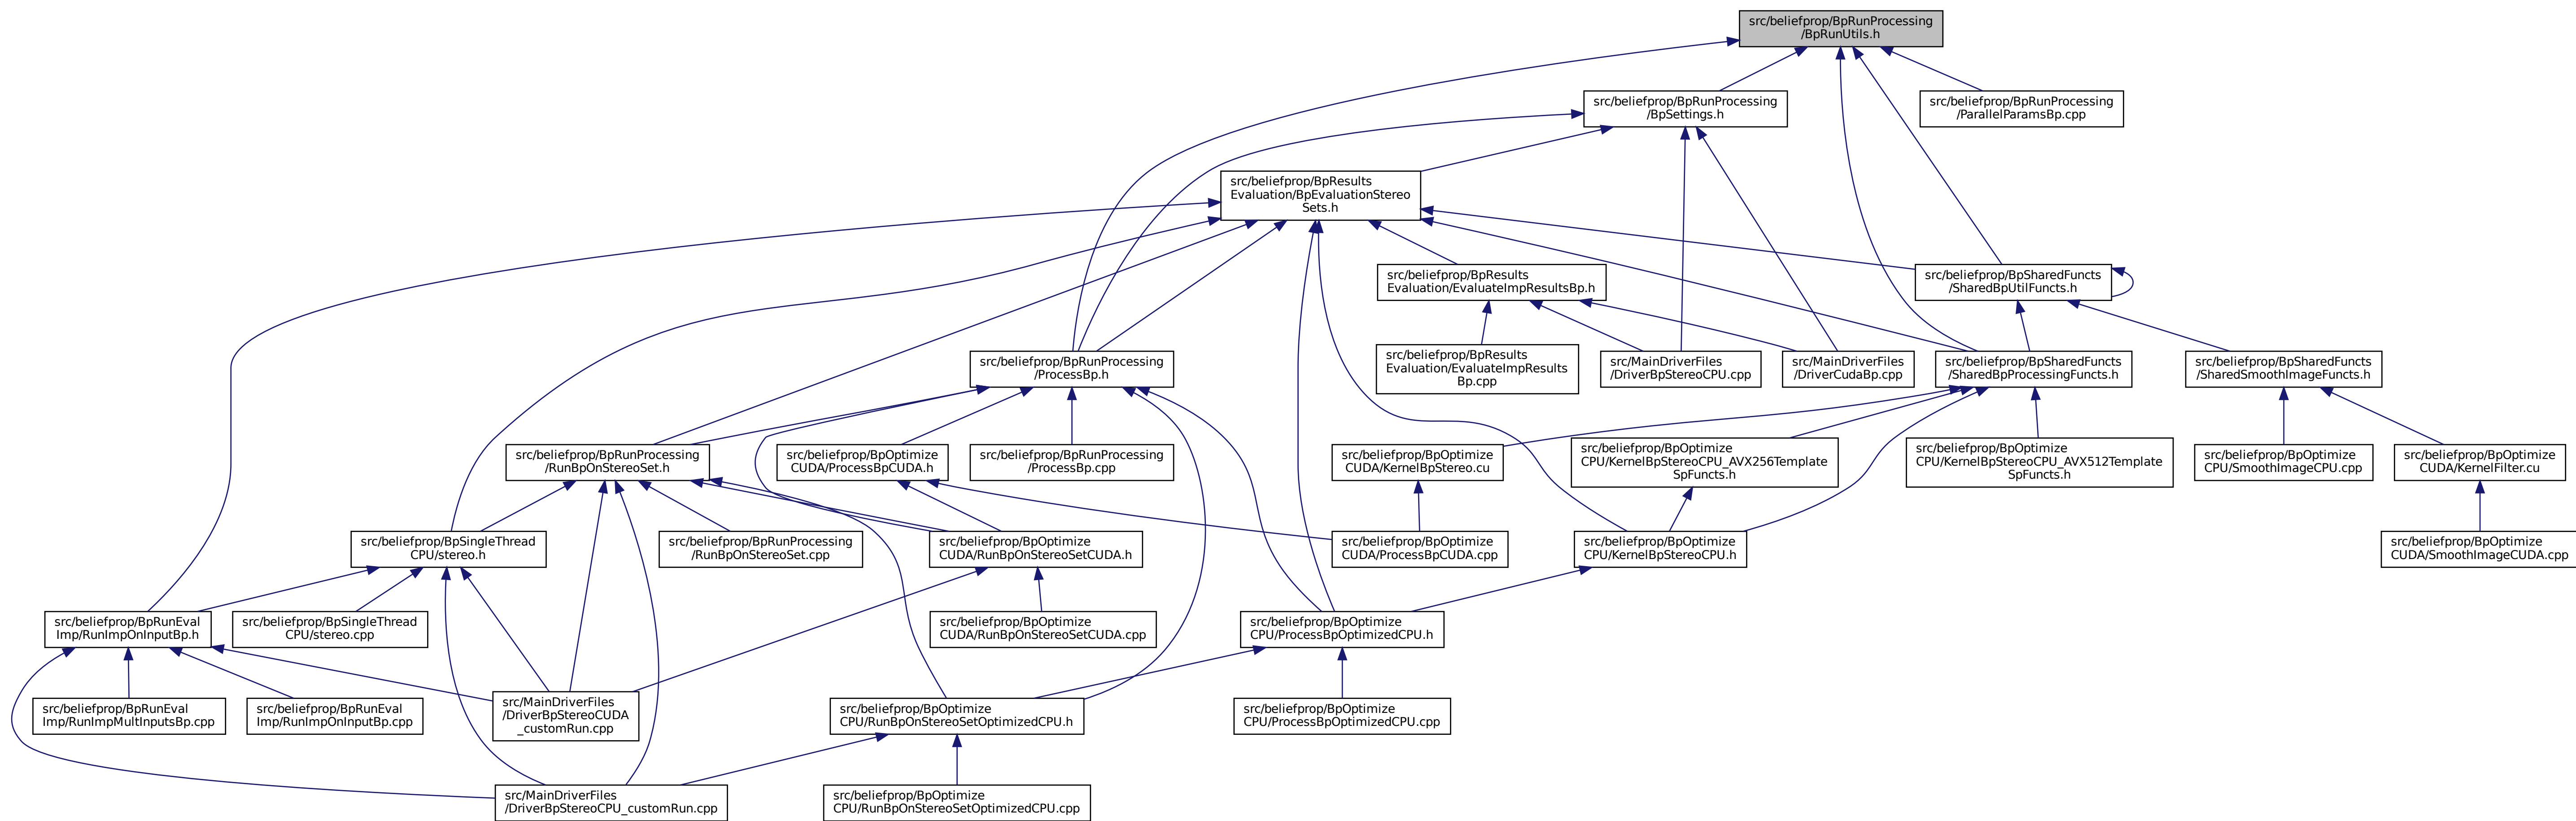 src/beliefprop/BpRunProcessing
/BpRunUtils.h
src/beliefprop/BpRunProcessing
/BpSettings.h
src/beliefprop/BpRunProcessing
/ParallelParamsBp.cpp
src/beliefprop/BpResults
Evaluation/BpEvaluationStereo
Sets.h
src/beliefprop/BpResults
Evaluation/EvaluateImpResultsBp.h
src/beliefprop/BpSharedFuncts
/SharedBpUtilFuncts.h
src/beliefprop/BpRunProcessing
/ProcessBp.h
src/beliefprop/BpResults
Evaluation/EvaluateImpResults
Bp.cpp
src/MainDriverFiles
/DriverBpStereoCPU.cpp
src/MainDriverFiles
/DriverCudaBp.cpp
src/beliefprop/BpSharedFuncts
/SharedBpProcessingFuncts.h
src/beliefprop/BpSharedFuncts
/SharedSmoothImageFuncts.h
src/beliefprop/BpRunProcessing
/RunBpOnStereoSet.h
src/beliefprop/BpOptimize
CUDA/ProcessBpCUDA.h
src/beliefprop/BpRunProcessing
/ProcessBp.cpp
src/beliefprop/BpOptimize
CUDA/KernelBpStereo.cu
src/beliefprop/BpOptimize
CPU/KernelBpStereoCPU_AVX256Template
SpFuncts.h
src/beliefprop/BpOptimize
CPU/KernelBpStereoCPU_AVX512Template
SpFuncts.h
src/beliefprop/BpOptimize
CPU/SmoothImageCPU.cpp
src/beliefprop/BpOptimize
CUDA/KernelFilter.cu
src/beliefprop/BpSingleThread
CPU/stereo.h
src/beliefprop/BpRunProcessing
/RunBpOnStereoSet.cpp
src/beliefprop/BpOptimize
CUDA/RunBpOnStereoSetCUDA.h
src/beliefprop/BpOptimize
CUDA/ProcessBpCUDA.cpp
src/beliefprop/BpOptimize
CPU/KernelBpStereoCPU.h
src/beliefprop/BpOptimize
CUDA/SmoothImageCUDA.cpp
src/beliefprop/BpRunEval
Imp/RunImpOnInputBp.h
src/beliefprop/BpSingleThread
CPU/stereo.cpp
src/beliefprop/BpOptimize
CUDA/RunBpOnStereoSetCUDA.cpp
src/beliefprop/BpOptimize
CPU/ProcessBpOptimizedCPU.h
src/beliefprop/BpRunEval
Imp/RunImpMultInputsBp.cpp
src/beliefprop/BpRunEval
Imp/RunImpOnInputBp.cpp
src/MainDriverFiles
/DriverBpStereoCUDA
_customRun.cpp
src/beliefprop/BpOptimize
CPU/RunBpOnStereoSetOptimizedCPU.h
src/beliefprop/BpOptimize
CPU/ProcessBpOptimizedCPU.cpp
src/MainDriverFiles
/DriverBpStereoCPU_customRun.cpp
src/beliefprop/BpOptimize
CPU/RunBpOnStereoSetOptimizedCPU.cpp